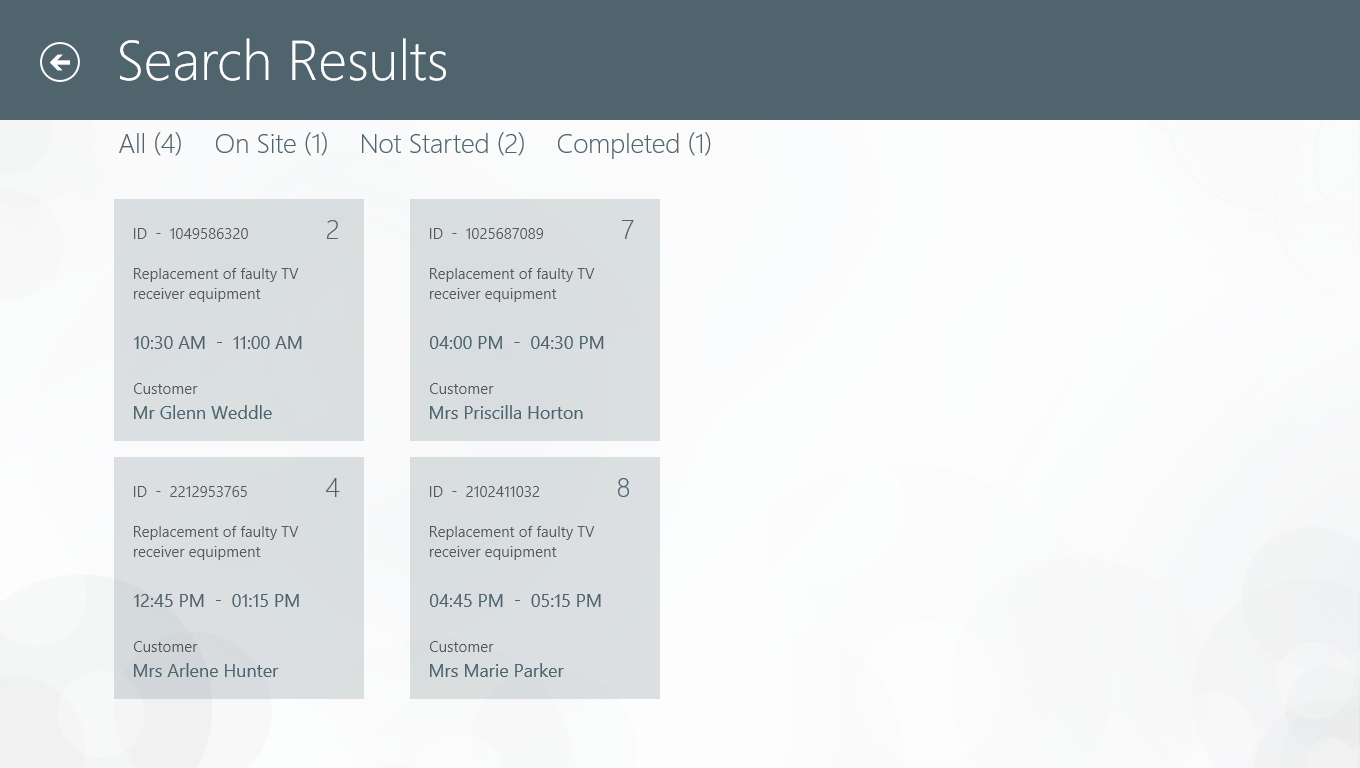 Search Results
All (4) On Site (1) Not Started (2) Completed (1)
ID - 1049586320 2
Replacement of faulty TV
receiver equipment
10:30 AM - 11:00 AM
Customer
Mr Glenn Weddle
ID - 2212953765 4
Replacement of faulty TV
receiver equipment
12:45 PM - 01:15 PM
Customer
Mrs Arlene Hunter
ID - 1025687089 7
Replacement of faulty TV
receiver equipment
04:00 PM - 04:30 PM
Customer
Mrs Priscilla Horton
ID - 2102411032 8
Replacement of faulty TV
receiver equipment
04:45 PM - 05:15 PM
Customer
Mrs Marie Parker